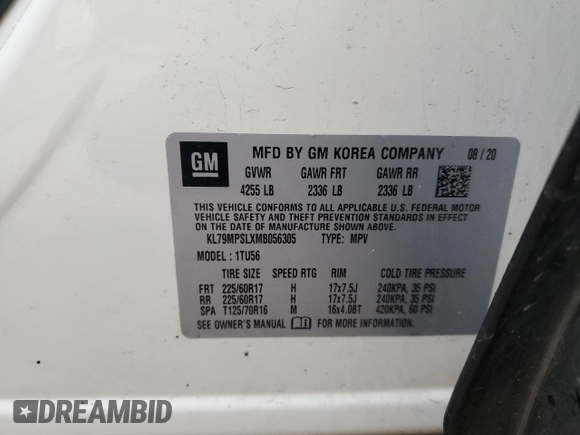 GM
MFD BY GM KOREA COMPANY 08 / 20
GVWR GAWR FRT GAWR RR
4255 LB 2336 LB 2336 LB
THIS VEHICLE CONFORMS TO ALL APPLICABLE U.S. FEDERAL MOTOR
VEHICLE SAFETY AND THEFT PREVENTION STANDARDS IN EFFECT ON
THE DATE OF MANUFACTURE SHOWN ABOVE.
KL79MPSLXMB056305 TYPE: MPV
MODEL : 1TU56
TIRE SIZE SPEED RTG RIM COLD TIRE PRESSURE
FRT 225/60R17 H 17x7.5J 240KPA, 35 PSI
RR 225/60R17 H 17x7.5J 240KPA, 35 PSI
SPA T125/70R16 M 16x4.0BT 420KPA, 60 PSI
SEE OWNER'S MANUAL FOR MORE INFORMATION.
DREAMBID